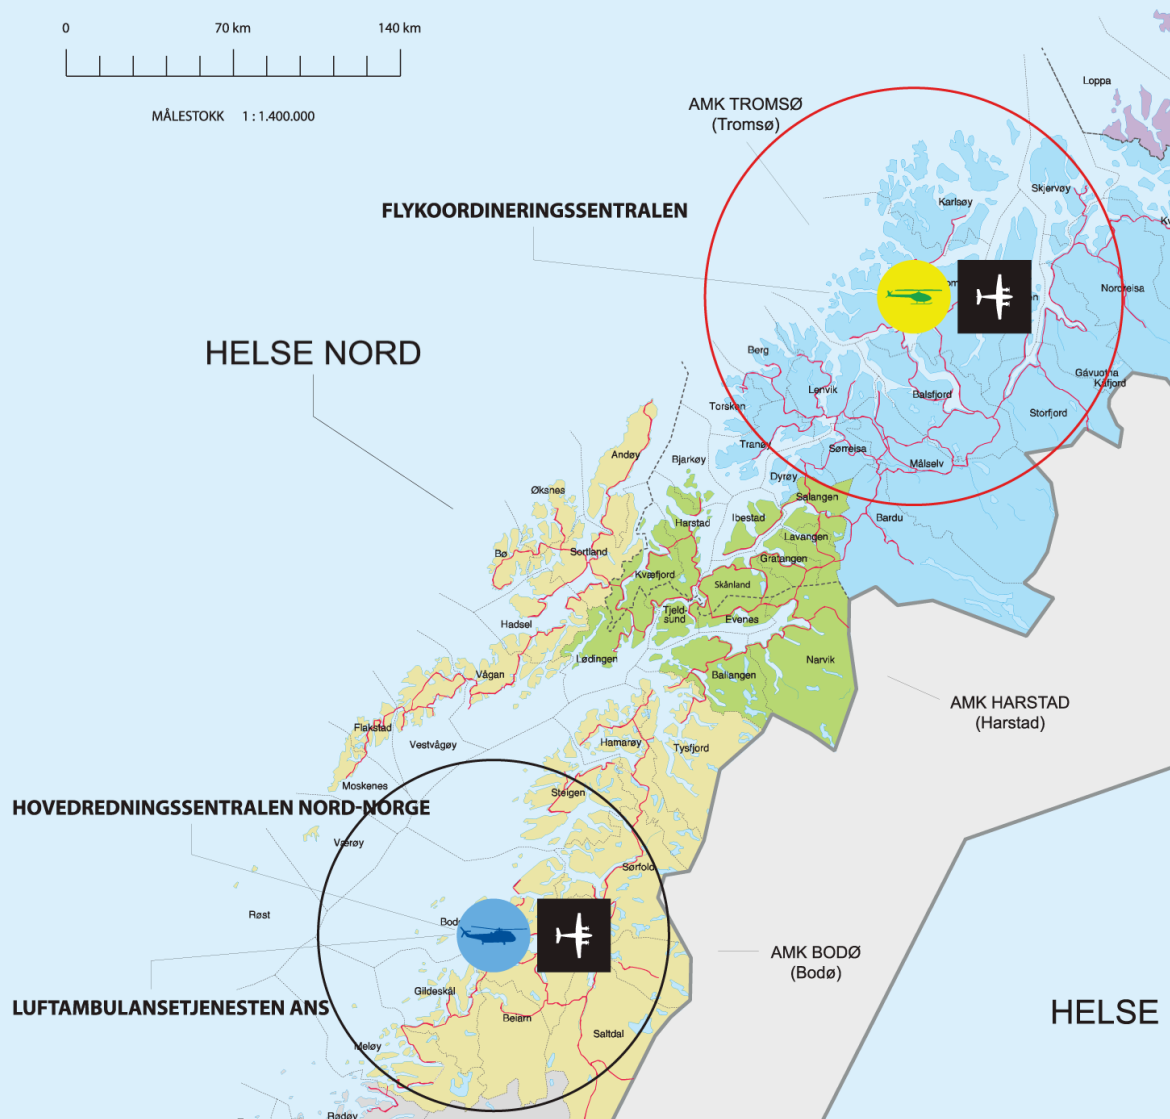 0 70 km 140 km
MÅLESTOKK 1 : 1.400.000
Loppa
AMK TROMSØ
(Tromsø)
Skjervøy
Karlsøy
FLYKOORDINERINGSSENTRALEN
Nordreisa
HELSE NORD
Berg
Gávuotna
Kåfjord
Lenvik
Balsfjord
Torsken
Storfjord
Tranøy
Sørreisa
Andøy
Bjarkøy
Målselv
Dyrøy
Øksnes
Salangen
Harstad
Ibestad
Bardu
Lavangen
Bø
Sortland
Gratangen
Kvæfjord
Skånland
Tjeld-
sund
Hadsel
Evenes
Lødingen
Narvik
Vågan
Ballangen
AMK HARSTAD
(Harstad)
Flakstad
Vestvågøy
Hamarøy
Tysfjord
Moskenes
Steigen
HOVEDREDNINGSSENTRALEN NORD-NORGE
Værøy
Sørfold
Røst
AMK BODØ
(Bodø)
Gildeskål
LUFTAMBULANSETJENESTEN ANS
Beiarn
HELSE
Saltdal
Meløy
Rødøy